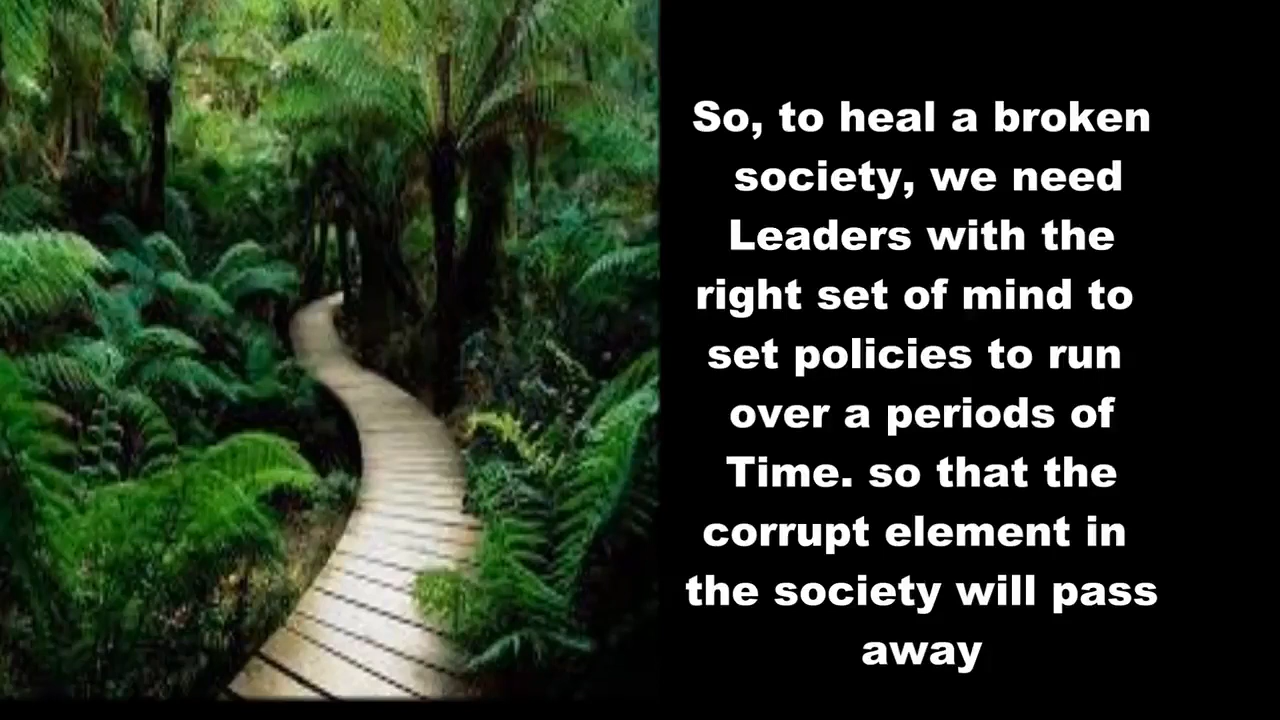 So, to heal a broken
society, we need
Leaders with the
right set of mind to
set policies to run
over a periods of
Time. so that the
corrupt element in
the society will pass
away